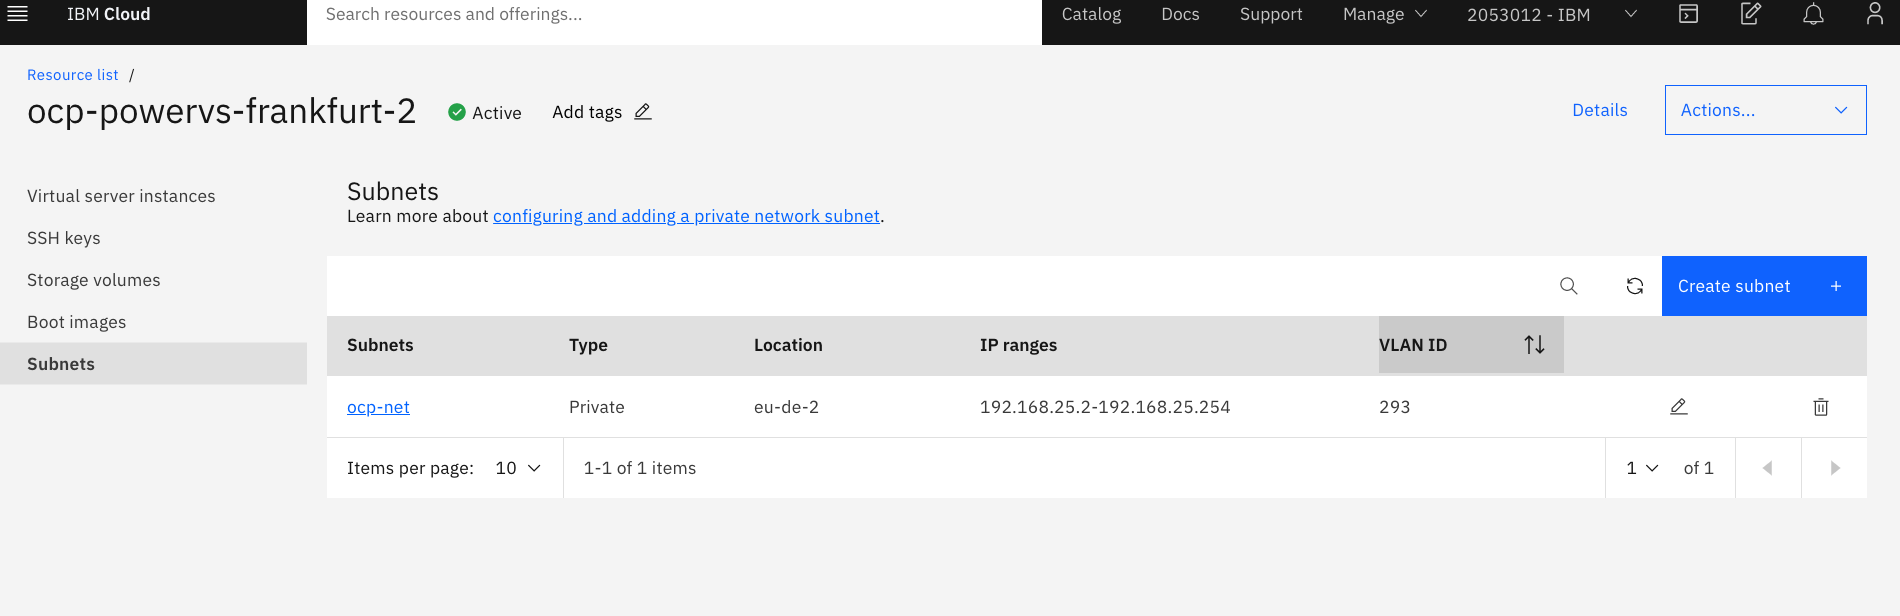 IBM Cloud
Search resources and offerings...
Catalog Docs Support Manage 2053012 - IBM
Resource list /
ocp-powervs-frankfurt-2 Active Add tags
Details Actions...
Virtual server instances
SSH keys
Storage volumes
Boot images
Subnets
Subnets
Learn more about configuring and adding a private network subnet.
Create subnet +
Subnets Type Location IP ranges VLAN ID
ocp-net Private eu-de-2 192.168.25.2-192.168.25.254 293
Items per page: 10 1-1 of 1 items 1 of 1